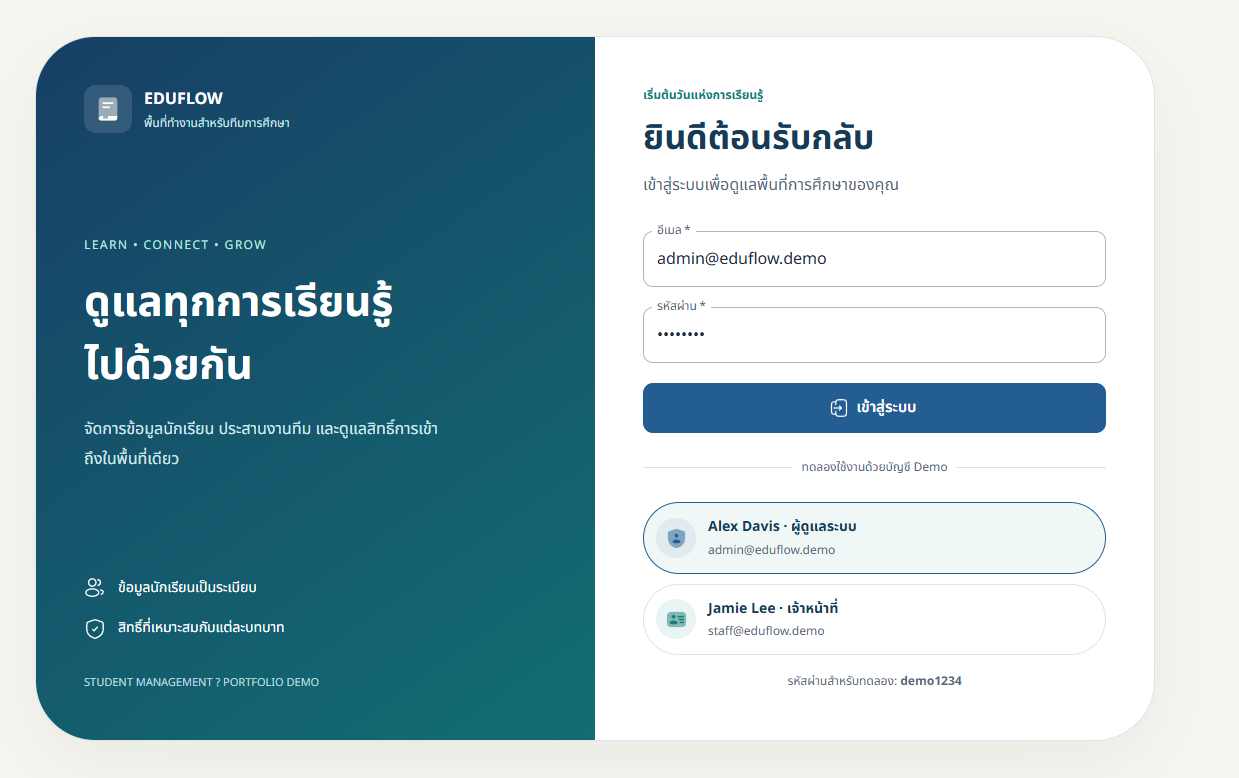 EDUFLOW
พื้นที่ทำงานสำหรับทีมการศึกษา
LEARN • CONNECT • GROW
ดูแลทุกการเรียนรู้
ไปด้วยกัน
จัดการข้อมูลนักเรียน ประสานงานทีม และดูแลสิทธิ์การเข้า
ถึงในพื้นที่เดียว
ข้อมูลนักเรียนเป็นระเบียบ
สิทธิ์ที่เหมาะสมกับแต่ละบทบาท
STUDENT MANAGEMENT ? PORTFOLIO DEMO
เริ่มต้นวันแห่งการเรียนรู้
ยินดีต้อนรับกลับ
เข้าสู่ระบบเพื่อดูแลพื้นที่การศึกษาของคุณ
อีเมล *
admin@eduflow.demo
รหัสผ่าน *
••••••••
เข้าสู่ระบบ
ทดลองใช้งานด้วยบัญชี Demo
Alex Davis · ผู้ดูแลระบบ
admin@eduflow.demo
Jamie Lee · เจ้าหน้าที่
staff@eduflow.demo
รหัสผ่านสำหรับทดลอง: demo1234